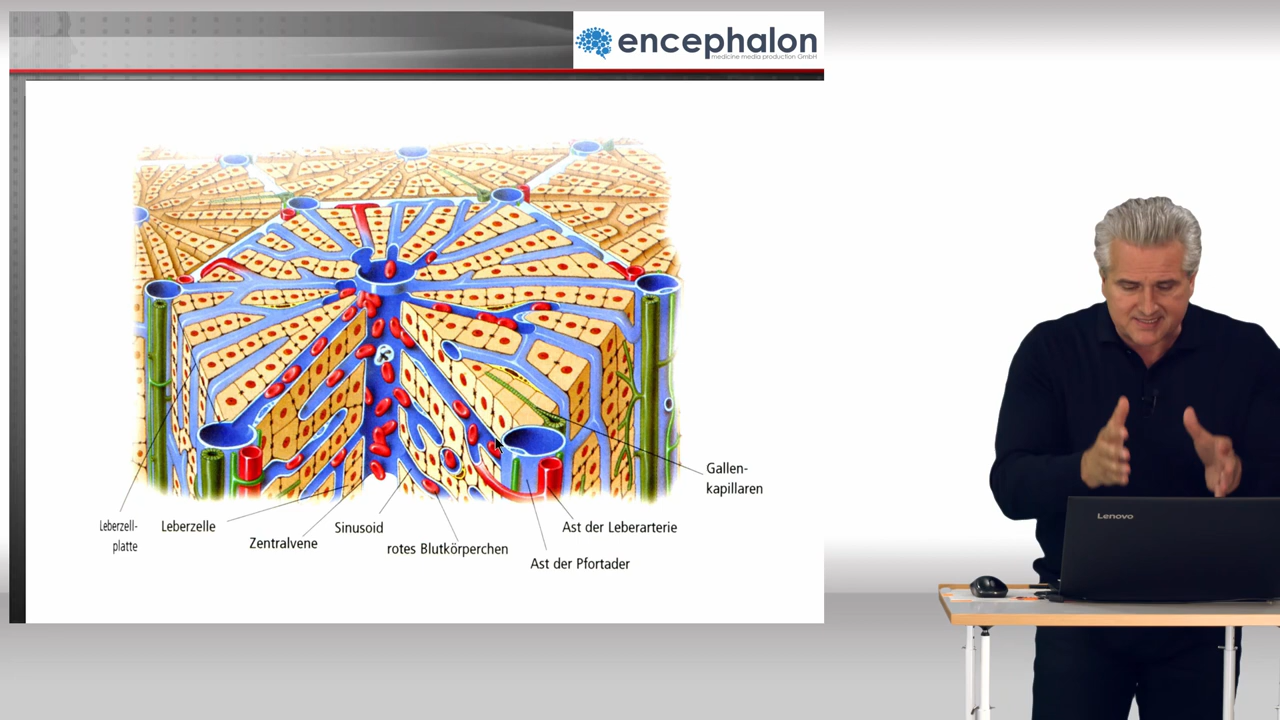 encephalon
medicine media production GmbH
Gallen-
kapillaren
Leberzell-
platte
Leberzelle
Zentralvene
Sinusoid
rotes Blutkörperchen
Ast der Leberarterie
Ast der Pfortader
Lenovo